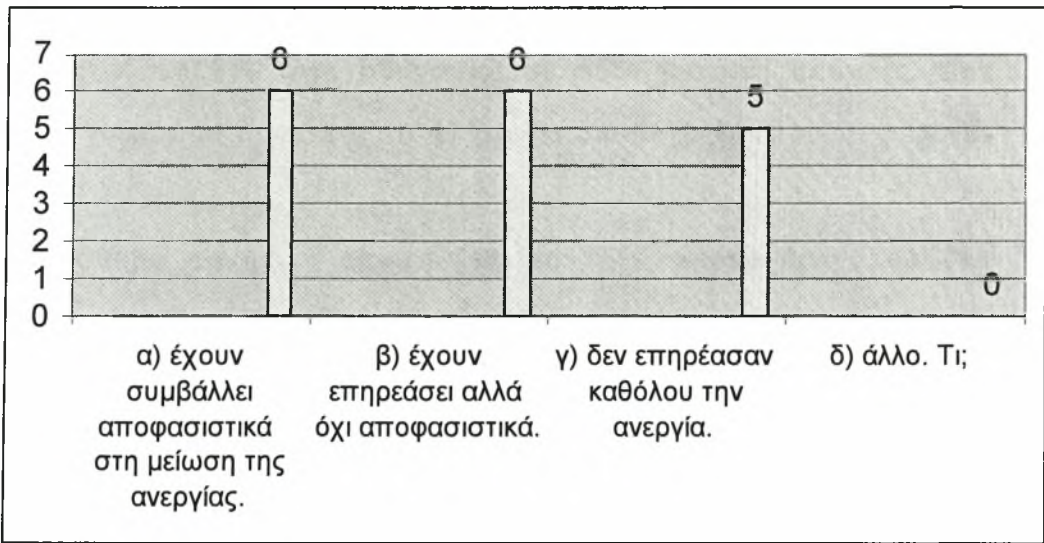 7
6
5
4
3
2
1
0
6
6
5
0
α) έχουν
συμβάλλει
αποφασιστικά
στη μείωση της
ανεργίας.
β) έχουν
επηρεάσει αλλά
όχι αποφασιστικά.
γ) δεν επηρέασαν
καθόλου την
ανεργία.
δ) άλλο. Τι;